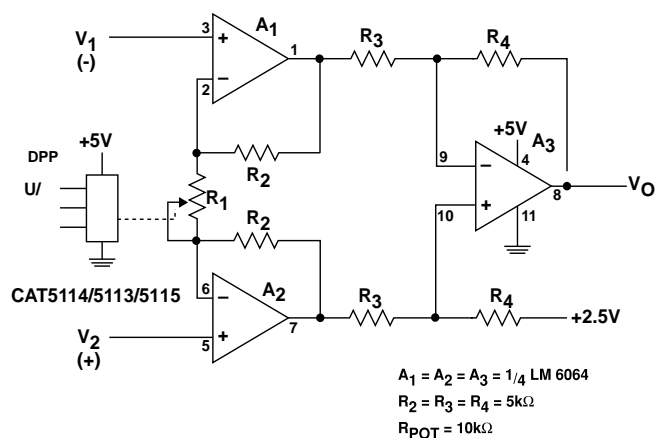 A1
V1
3
+
1
R3
R4
(-)
2
−
+5V
A3
+5V
DPP
R2
9
−
4
VO
U/
R1
8
10
+
11
R2
CAT5114/5113/5115
6
−
A2
7
R3
R4
+2.5V
V2
5
+
(+)
A1 = A2 = A3 = 1/4 LM 6064
R2 = R3 = R4 = 5kΩ
RPOT = 10kΩ